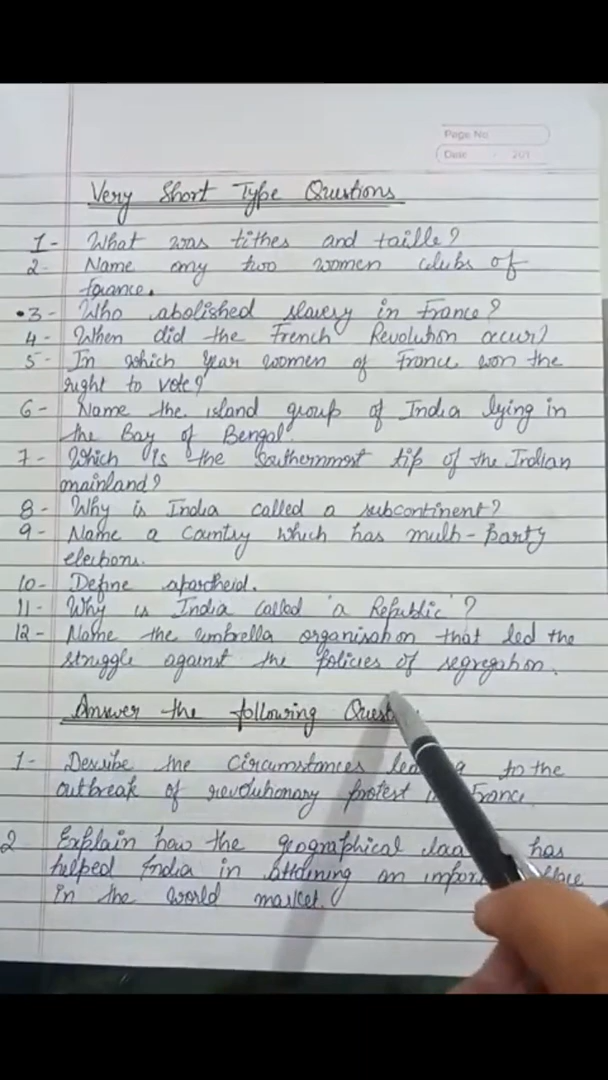 Page No
Date 201
Very Short Type Questions
1- What was tithes and taille?
2- Name any two women clubs of
france.
•3- Who abolished slavery in France?
4- When did the French Revolution occur?
5- In which year women of France won the
right to vote?
6- Name the island group of India lying in
the Bay of Bengal.
7- Which is the Southernmost tip of the Indian
mainland?
8- Why is India called a subcontinent?
9- Name a Country which has multi-party
elections.
10- Define apartheid.
11- Why is India called 'a Republic'?
12- Name the umbrella organisation that led the
struggle against the policies of segregation.
Answer the following
1- Describe the circumstances to the
outbreak of revolutionary protest France
2 Explain how the geographical has
helped India in attaining an
in the world market.